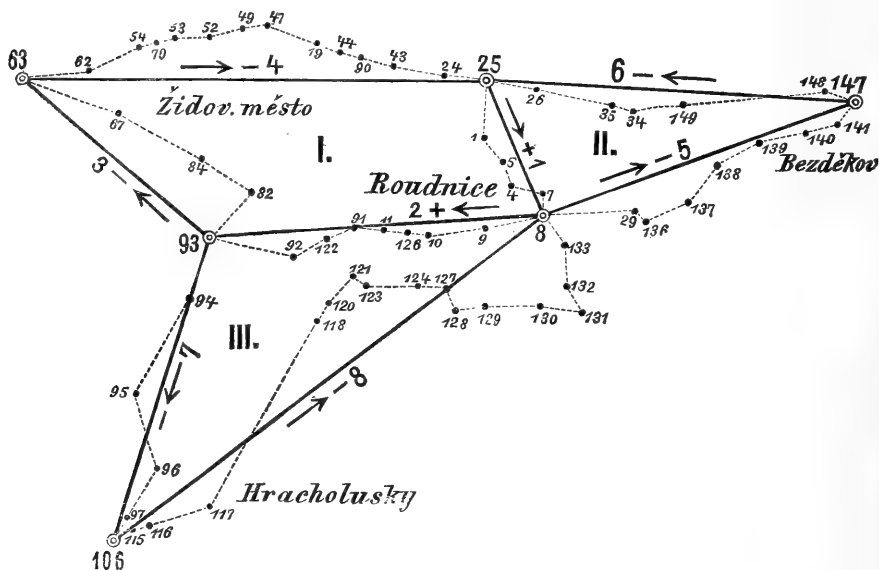 47
49
54 53 52
79 19 44
62 90 43
63 24 25
4 – 6 – 148 147
26
Židov. město 35 34 149
67 141
1 + 1 140
I. II. 139 Bezděkov
84 5 – 5
82 Roudnice 4 138
7
2 + 137
3 – 91 11 29
93 92 122 126 10 9 8 136
133
121
94 123 124 127 132
120
118 128 129 130 131
III.
– 7
– 8
95
96
Hracholusky
97 117
115 116
106